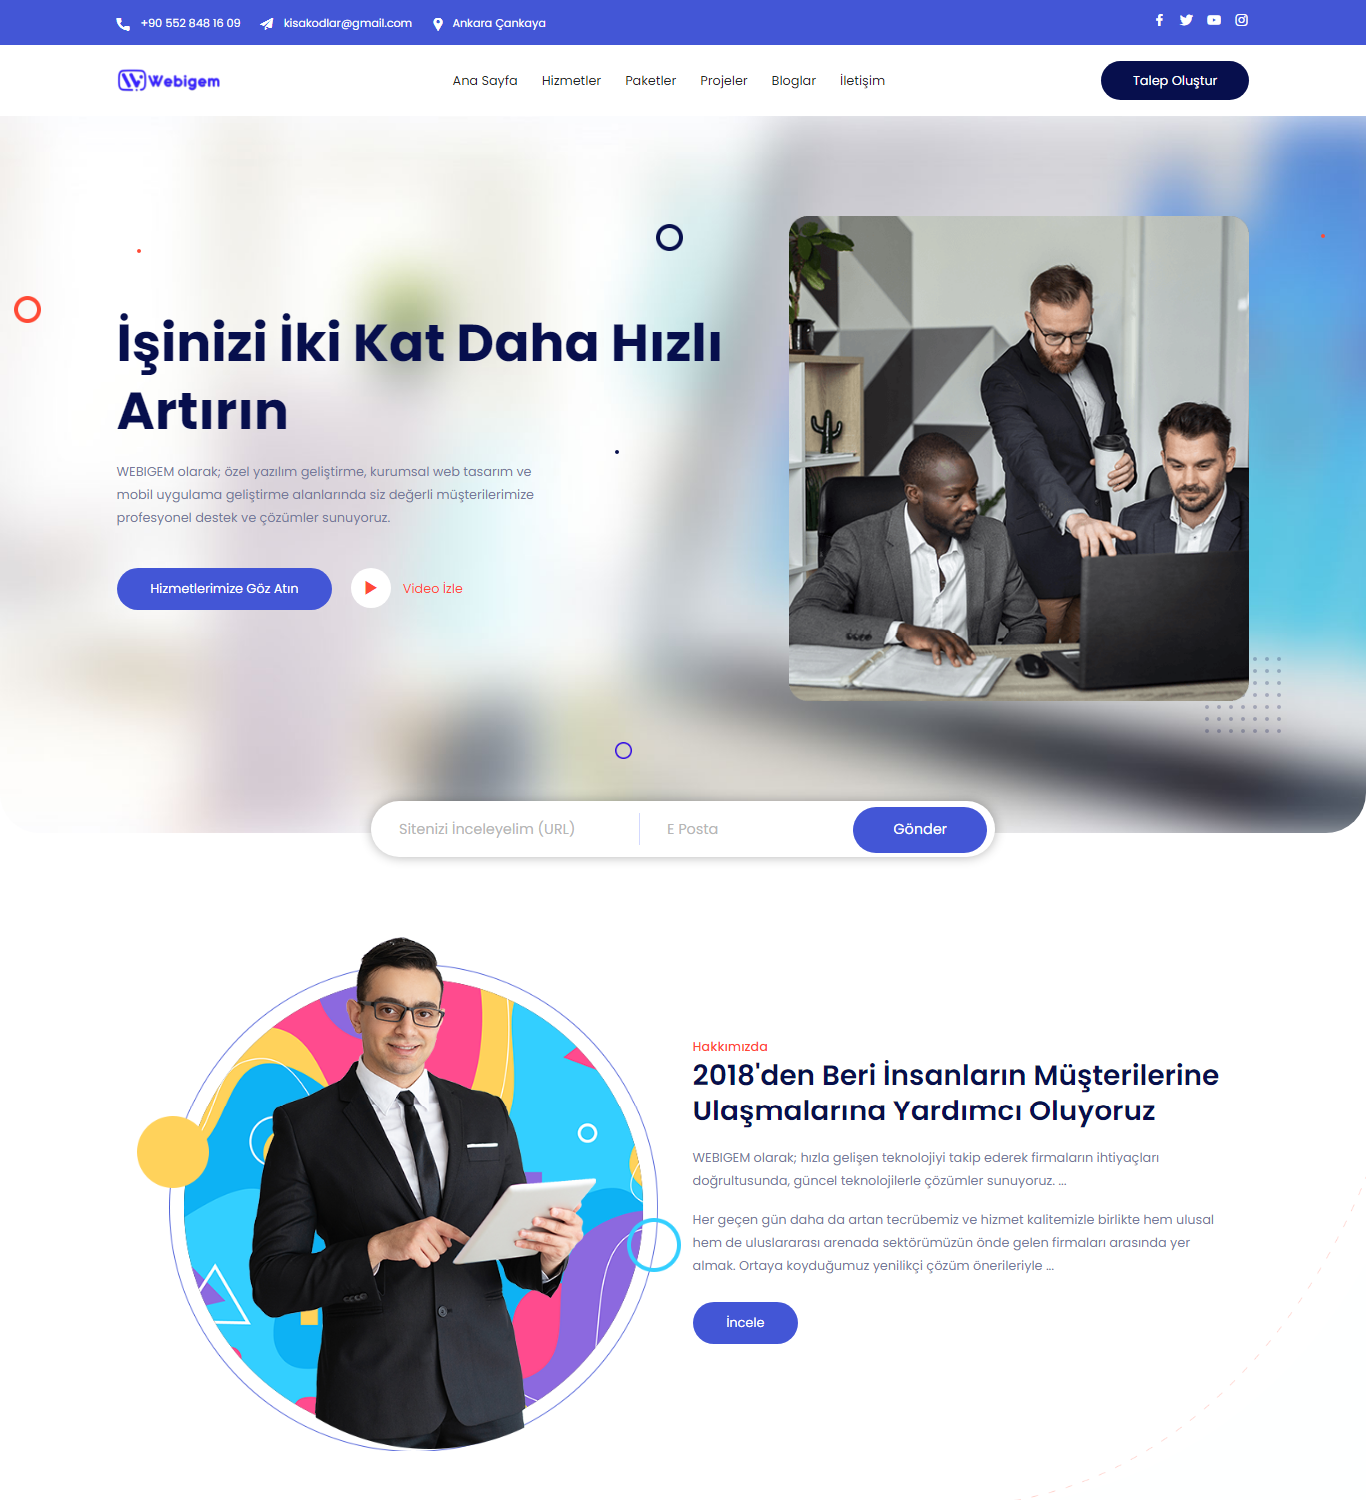 +90 552 848 16 09 kisakodlar@gmail.com Ankara Çankaya
Webigem Ana Sayfa Hizmetler Paketler Projeler Bloglar İletişim Talep Oluştur
İşinizi İki Kat Daha Hızlı
Artırın
WEBIGEM olarak; özel yazılım geliştirme, kurumsal web tasarım ve
mobil uygulama geliştirme alanlarında siz değerli müşterilerimize
profesyonel destek ve çözümler sunuyoruz.
Hizmetlerimize Göz Atın Video İzle
Sitenizi İnceleyelim (URL) E Posta Gönder
Hakkımızda
2018'den Beri İnsanların Müşterilerine
Ulaşmalarına Yardımcı Oluyoruz
WEBIGEM olarak; hızla gelişen teknolojiyi takip ederek firmaların ihtiyaçları
doğrultusunda, güncel teknolojilerle çözümler sunuyoruz. ...
Her geçen gün daha da artan tecrübemiz ve hizmet kalitemizle birlikte hem ulusal
hem de uluslararası arenada sektörümüzün önde gelen firmaları arasında yer
almak. Ortaya koyduğumuz yenilikçi çözüm önerileriyle ...
İncele